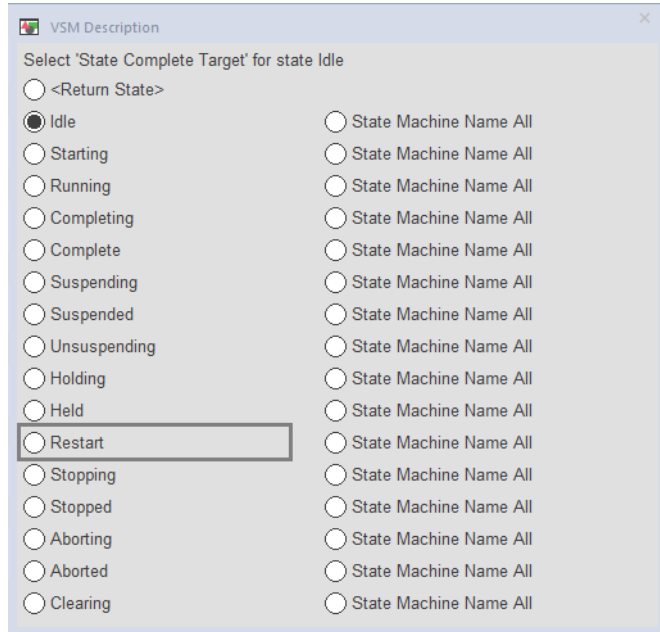 VSM Description
Select 'State Complete Target' for state Idle
<Return State>
Idle State Machine Name All
Starting State Machine Name All
Running State Machine Name All
Completing State Machine Name All
Complete State Machine Name All
Suspending State Machine Name All
Suspended State Machine Name All
Unsuspending State Machine Name All
Holding State Machine Name All
Held State Machine Name All
Restart State Machine Name All
Stopping State Machine Name All
Stopped State Machine Name All
Aborting State Machine Name All
Aborted State Machine Name All
Clearing State Machine Name All